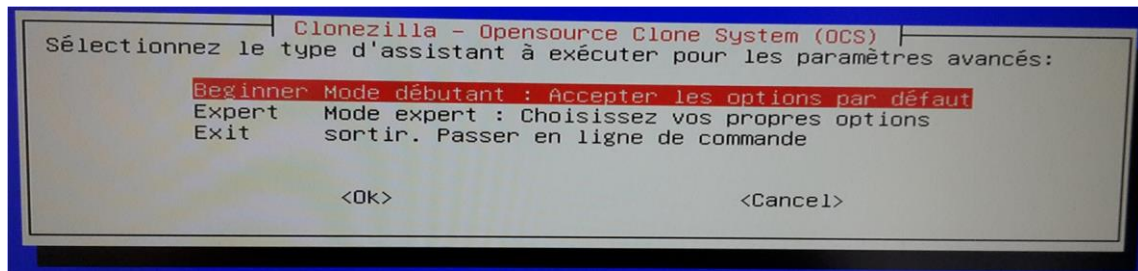 Clonezilla - Opensource Clone System (OCS)
Sélectionnez le type d'assistant à exécuter pour les paramètres avancés:
Beginner Mode débutant : Accepter les options par défaut
Expert Mode expert : Choisissez vos propres options
Exit sortir. Passer en ligne de commande
<Ok> <Cancel>